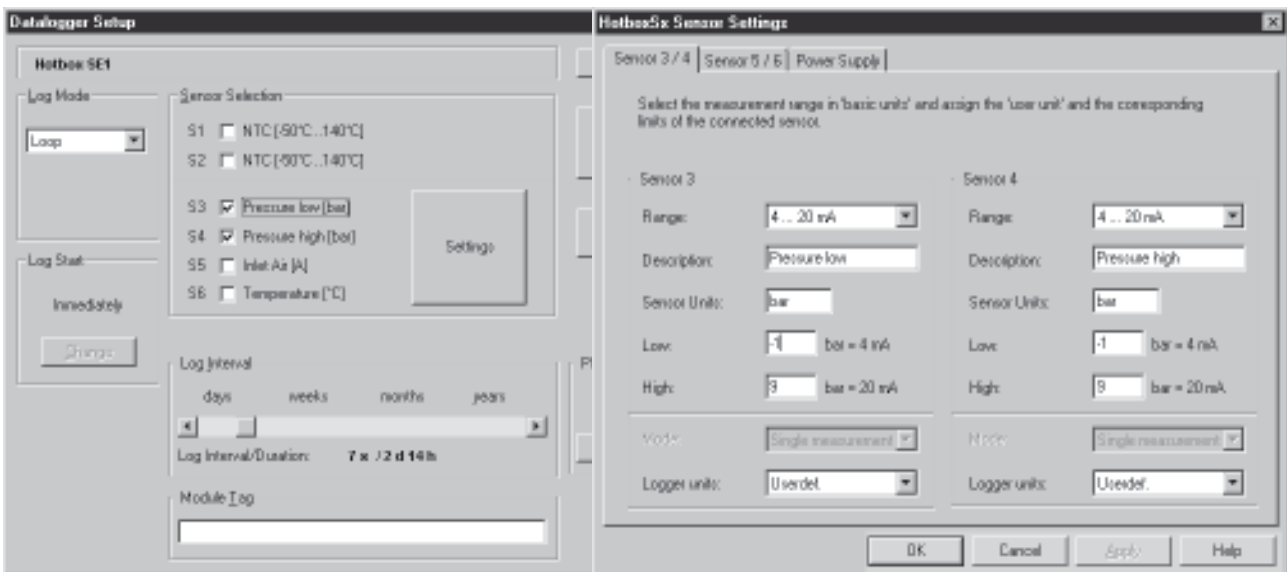 Datalogger Setup
Hotbox SE1
Log Mode
Loop
Sensor Selection
S1 NTC [-50°C...140°C]
S2 NTC [-50°C...140°C]
S3 Pressure low [bar]
S4 Pressure high [bar]
S5 Inlet Air [A]
S6 Temperature [°C]
Settings
Log Start
Immediately
Change
Log Interval
days weeks months years
Log Interval/Duration: 7 s / 2 d 14 h
Module Tag
HotboxSx Sensor Settings
Sensor 3 / 4 Sensor 5 / 6 Power Supply
Select the measurement range in 'basic units' and assign the 'user unit' and the corresponding
limits of the connected sensor.
Sensor 3
Range: 4 ... 20 mA
Description: Pressure low
Sensor Units: bar
Low: -1 bar = 4 mA
High: 9 bar = 20 mA
Mode: Single measurement
Logger units: Userdef.
Sensor 4
Range: 4 ... 20 mA
Description: Pressure high
Sensor Units: bar
Low: -1 bar = 4 mA
High: 9 bar = 20 mA
Mode: Single measurement
Logger units: Userdef.
OK Cancel Apply Help